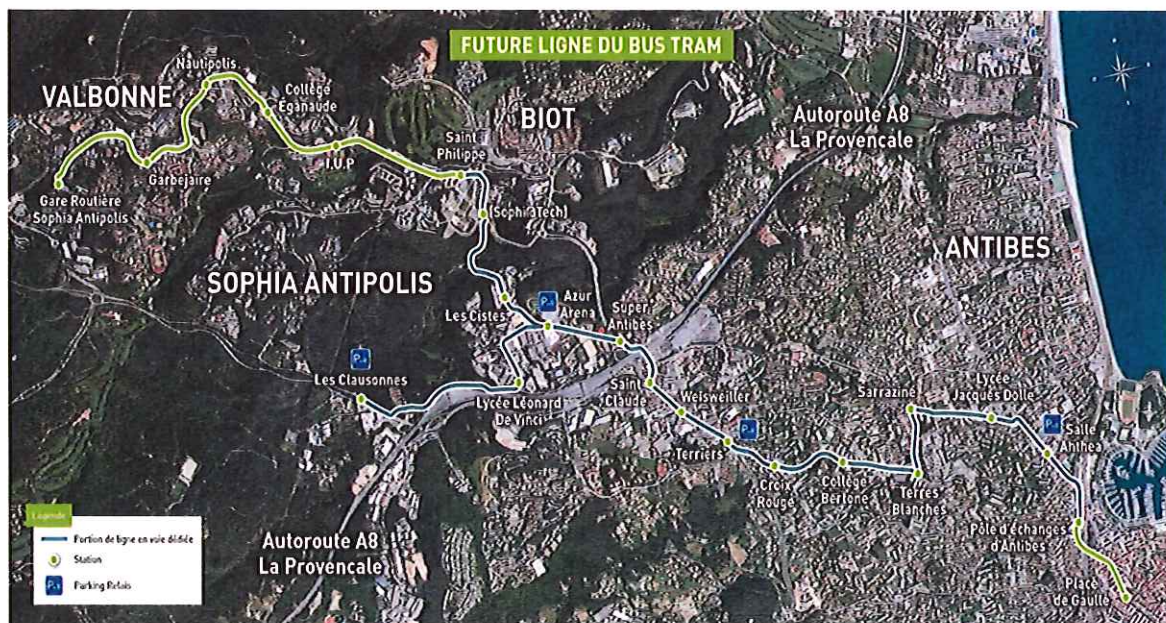 FUTURE LIGNE DU BUS TRAM
VALBONNE
Nautipolis
Collège
Eganaude
I.U.P
Saint
Philippe
BIOT
Autoroute A8
La Provencale
Garbejaire
Gare Routière
Sophia Antipolis
(SophiaTech)
SOPHIA ANTIPOLIS
ANTIBES
Les Cistes
Azur
Arena
Super
Antibes
Les Clausonnes
Lycée Léonard
De Vinci
Saint
Claude
Weisweiller
Terriers
Croix
Rouge
Collège
Bertone
Terres
Blanches
Sarrazine
Lycée
Jacques Dolle
Salle
Anthea
Pôle d'échanges
d'Antibes
Place
de Gaulle
Autoroute A8
La Provencale
Légende
Portion de ligne en voie dédiée
Station
Parking Relais